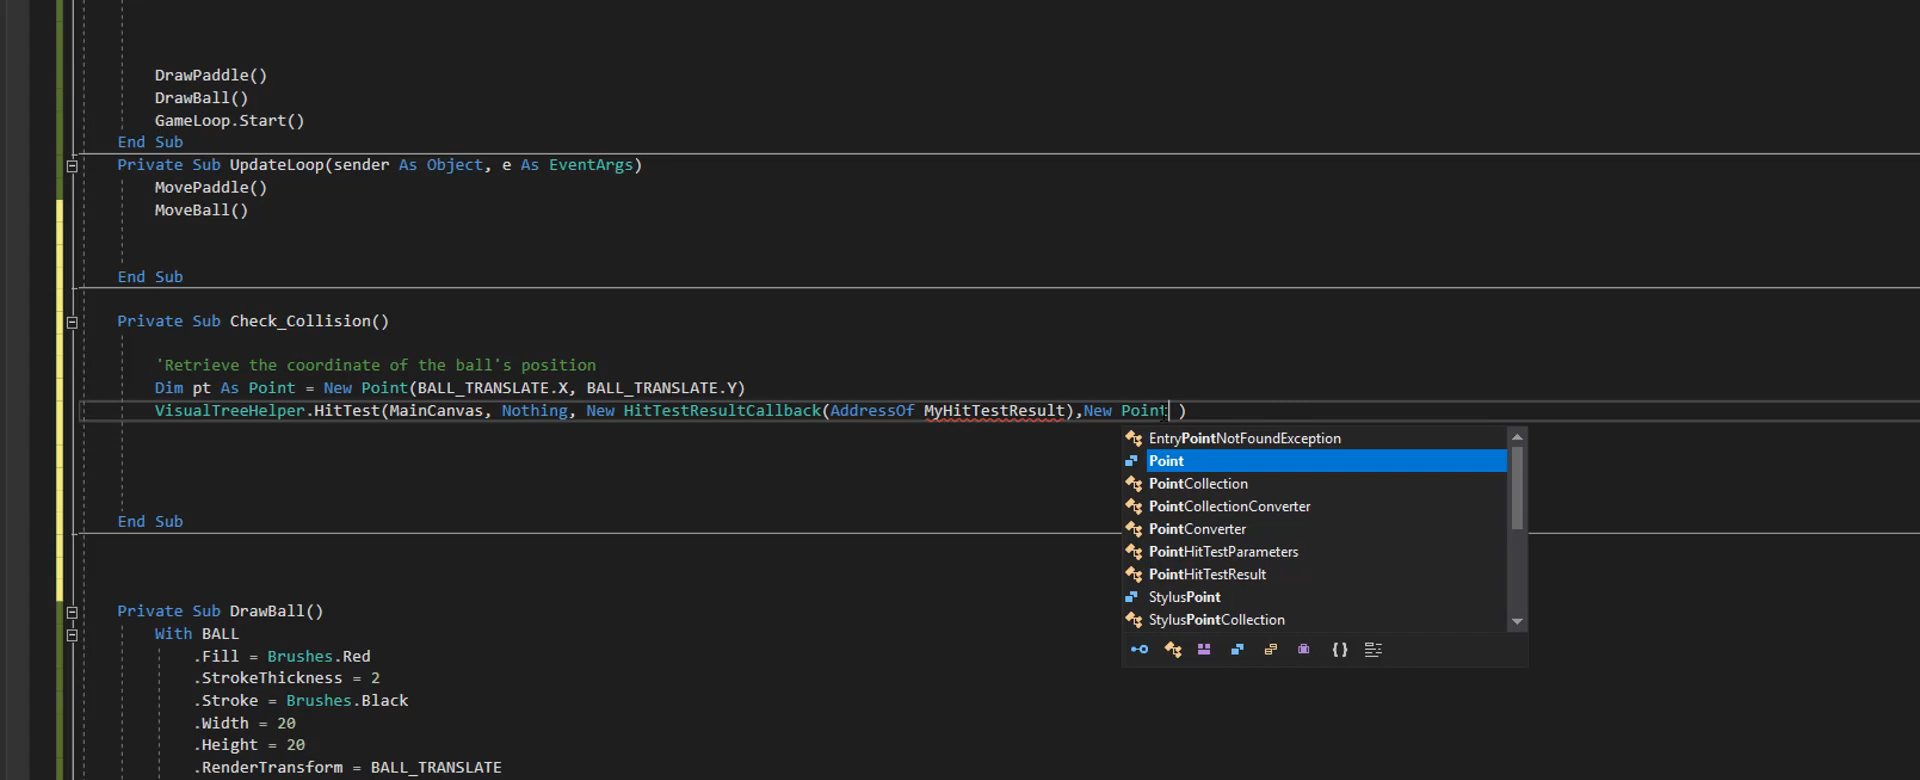 DrawPaddle()
DrawBall()
GameLoop.Start()
End Sub
Private Sub UpdateLoop(sender As Object, e As EventArgs)
MovePaddle()
MoveBall()
End Sub
Private Sub Check_Collision()
'Retrieve the coordinate of the ball's position
Dim pt As Point = New Point(BALL_TRANSLATE.X, BALL_TRANSLATE.Y)
VisualTreeHelper.HitTest(MainCanvas, Nothing, New HitTestResultCallback(AddressOf MyHitTestResult),New Point )
EntryPointNotFoundException
Point
PointCollection
PointCollectionConverter
PointConverter
PointHitTestParameters
PointHitTestResult
StylusPoint
StylusPointCollection
End Sub
Private Sub DrawBall()
With BALL
.Fill = Brushes.Red
.StrokeThickness = 2
.Stroke = Brushes.Black
.Width = 20
.Height = 20
.RenderTransform = BALL_TRANSLATE